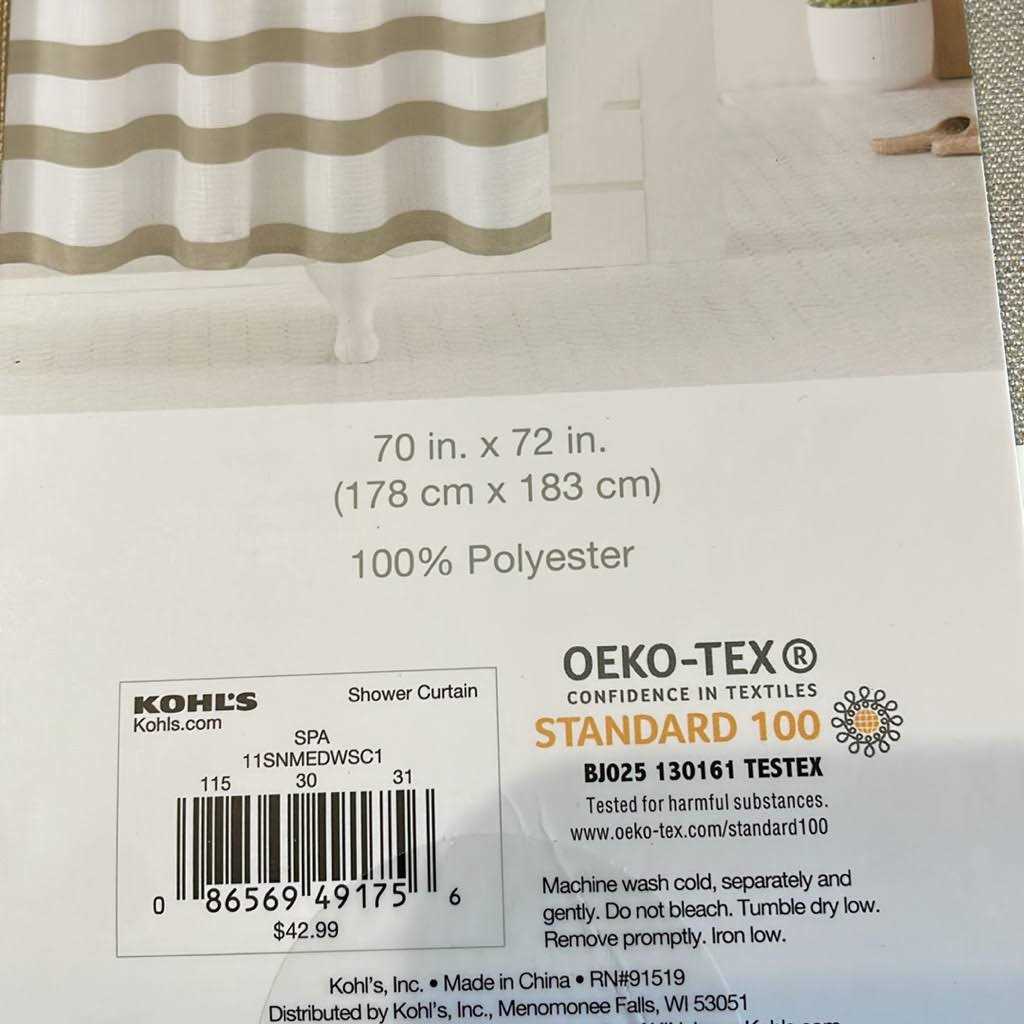 70 in. x 72 in.
(178 cm x 183 cm)
100% Polyester
KOHL'S
Kohls.com
Shower Curtain
SPA
11SNMEDWSC1
115 30 31
0 86569 49175 6
$42.99
OEKO-TEX®
CONFIDENCE IN TEXTILES
STANDARD 100
BJ025 130161 TESTEX
Tested for harmful substances.
www.oeko-tex.com/standard100
Machine wash cold, separately and
gently. Do not bleach. Tumble dry low.
Remove promptly. Iron low.
Kohl's, Inc. • Made in China • RN#91519
Distributed by Kohl's, Inc., Menomonee Falls, WI 53051